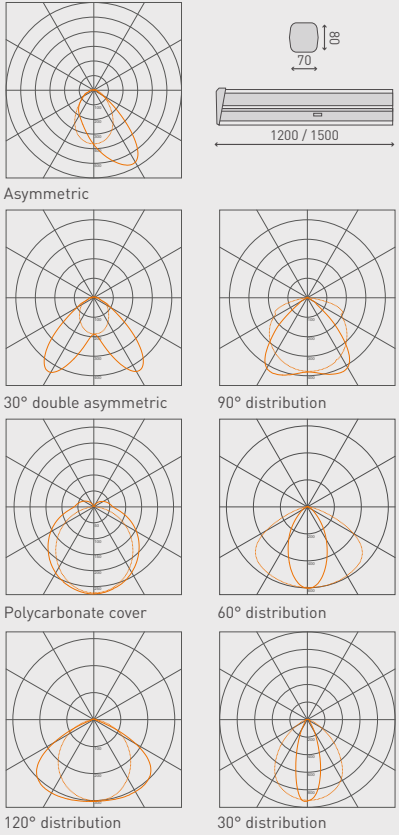 80
70
1200 / 1500
Asymmetric
30° double asymmetric
90° distribution
Polycarbonate cover
60° distribution
120° distribution
30° distribution